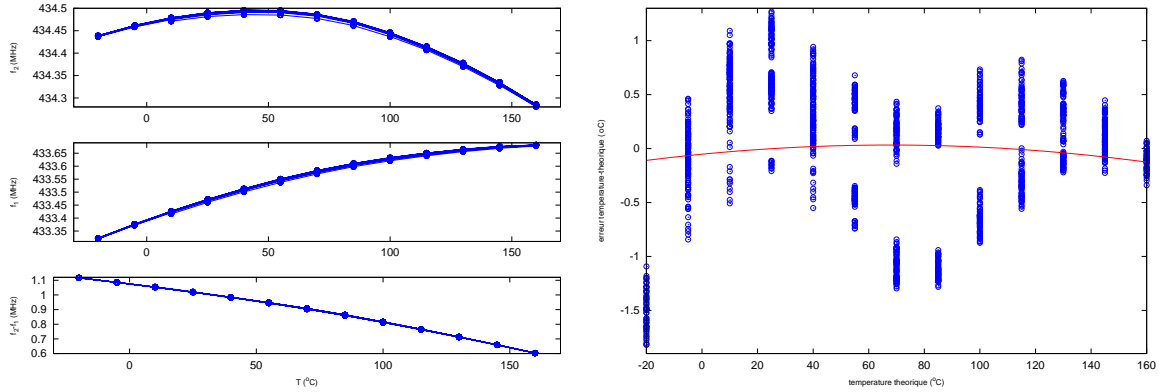 434.5
434.45
434.4
434.35
434.3
f2 (MHz)
0 50 100 150
433.65
433.6
433.55
433.5
433.45
433.4
433.35
f1 (MHz)
0 50 100 150
1.1
1
0.9
0.8
0.7
0.6
f2-f1 (MHz)
0 50 100 150
T (°C)
1
0.5
0
-0.5
-1
-1.5
erreur temperature-theorique (oC)
-20 0 20 40 60 80 100 120 140 160
temperature theorique (°C)